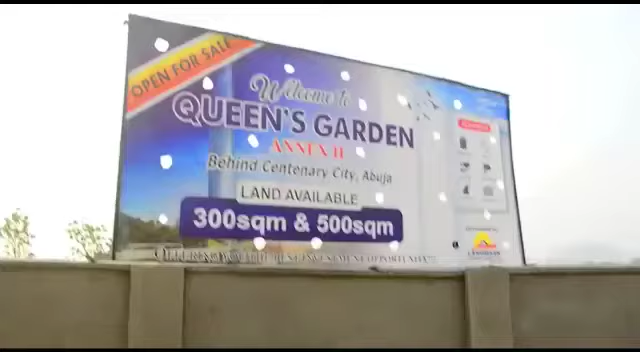 OPEN FOR SALE
Welcome to
QUEEN'S GARDEN
ANNEX II
Behind Centenary City, Abuja
LAND AVAILABLE
300sqm & 500sqm